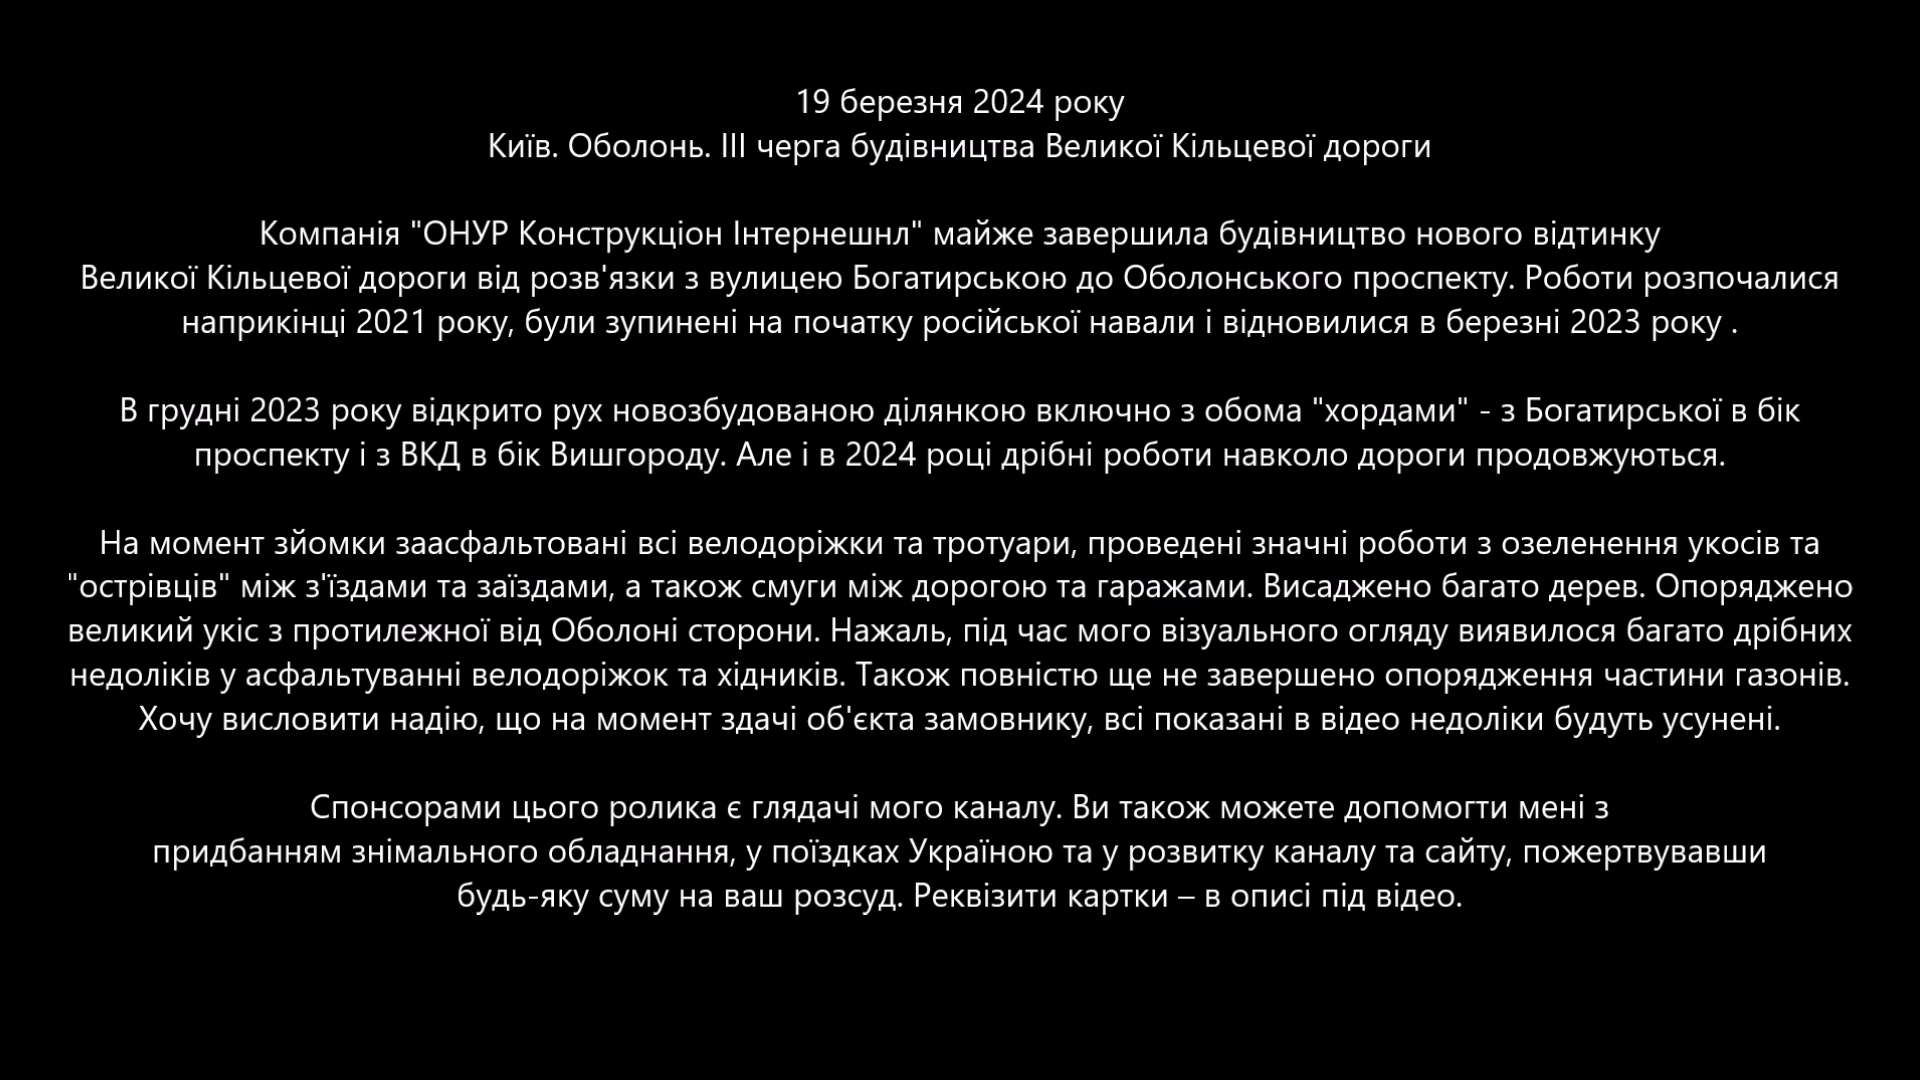 19 березня 2024 року
Київ. Оболонь. ІІІ черга будівництва Великої Кільцевої дороги
Компанія "ОНУР Конструкціон Інтернешнл" майже завершила будівництво нового відтинку
Великої Кільцевої дороги від розв'язки з вулицею Богатирською до Оболонського проспекту. Роботи розпочалися
наприкінці 2021 року, були зупинені на початку російської навали і відновилися в березні 2023 року .
В грудні 2023 року відкрито рух новозбудованою ділянкою включно з обома "хордами" - з Богатирської в бік
проспекту і з ВКД в бік Вишгороду. Але і в 2024 році дрібні роботи навколо дороги продовжуються.
На момент зйомки заасфальтовані всі велодоріжки та тротуари, проведені значні роботи з озеленення укосів та
"острівців" між з'їздами та заїздами, а також смуги між дорогою та гаражами. Висаджено багато дерев. Опоряджено
великий укіс з протилежної від Оболоні сторони. Нажаль, під час мого візуального огляду виявилося багато дрібних
недоліків у асфальтуванні велодоріжок та хідників. Також повністю ще не завершено опорядження частини газонів.
Хочу висловити надію, що на момент здачі об'єкта замовнику, всі показані в відео недоліки будуть усунені.
Спонсорами цього ролика є глядачі мого каналу. Ви також можете допомогти мені з
придбанням знімального обладнання, у поїздках Україною та у розвитку каналу та сайту, пожертвувавши
будь-яку суму на ваш розсуд. Реквізити картки – в описі під відео.